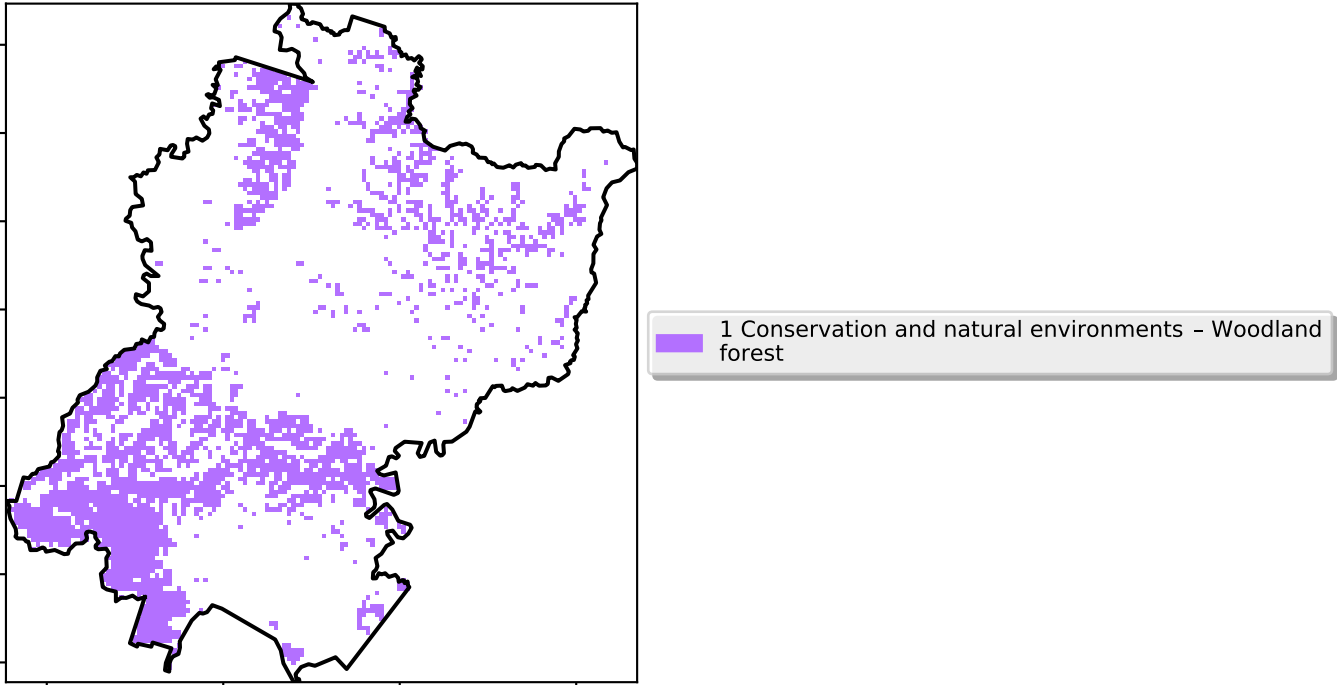 1 Conservation and natural environments – Woodland
forest